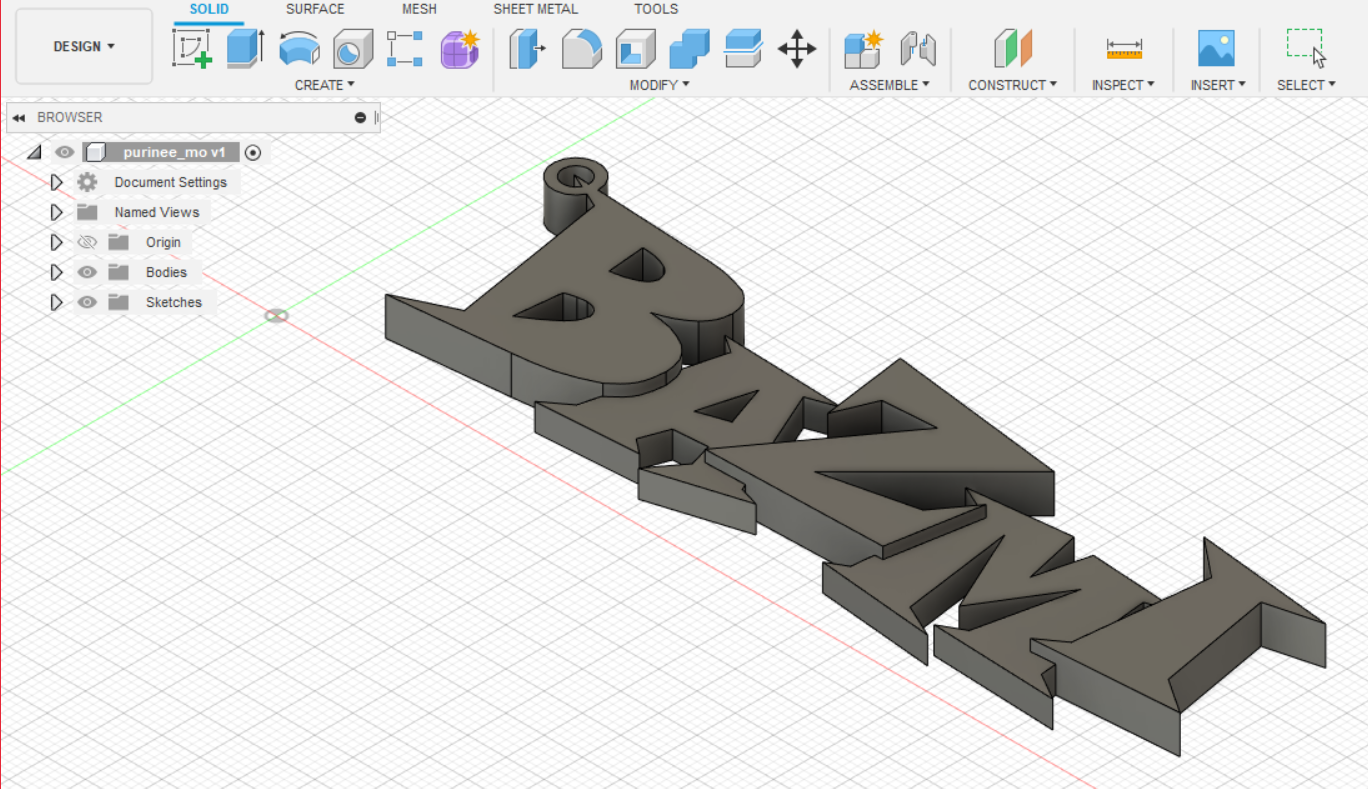 SOLID SURFACE MESH SHEET METAL TOOLS
DESIGN ▾
CREATE ▾ MODIFY ▾ ASSEMBLE ▾ CONSTRUCT ▾ INSPECT ▾ INSERT ▾ SELECT ▾
BROWSER
purinee_mo v1
Document Settings
Named Views
Origin
Bodies
Sketches
BAZMI